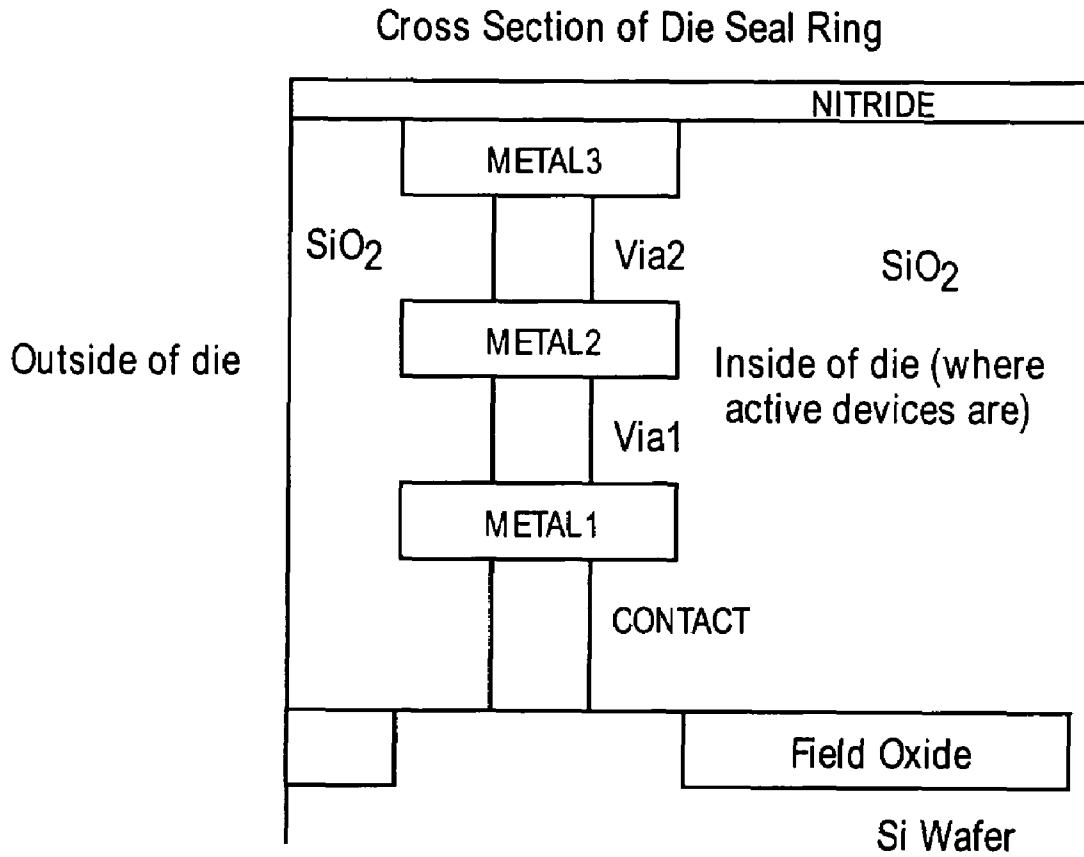 Cross Section of Die Seal Ring
NITRIDE
METAL3
SiO2
Via2
SiO2
METAL2
Outside of die
Inside of die (where
active devices are)
Via1
METAL1
CONTACT
Field Oxide
Si Wafer